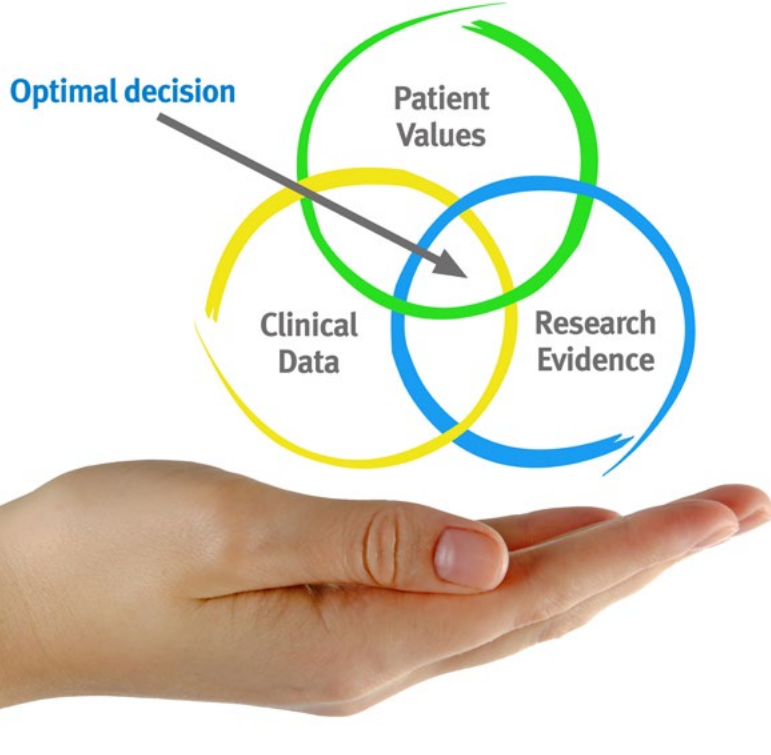 Optimal decision
Patient
Values
Clinical
Data
Research
Evidence